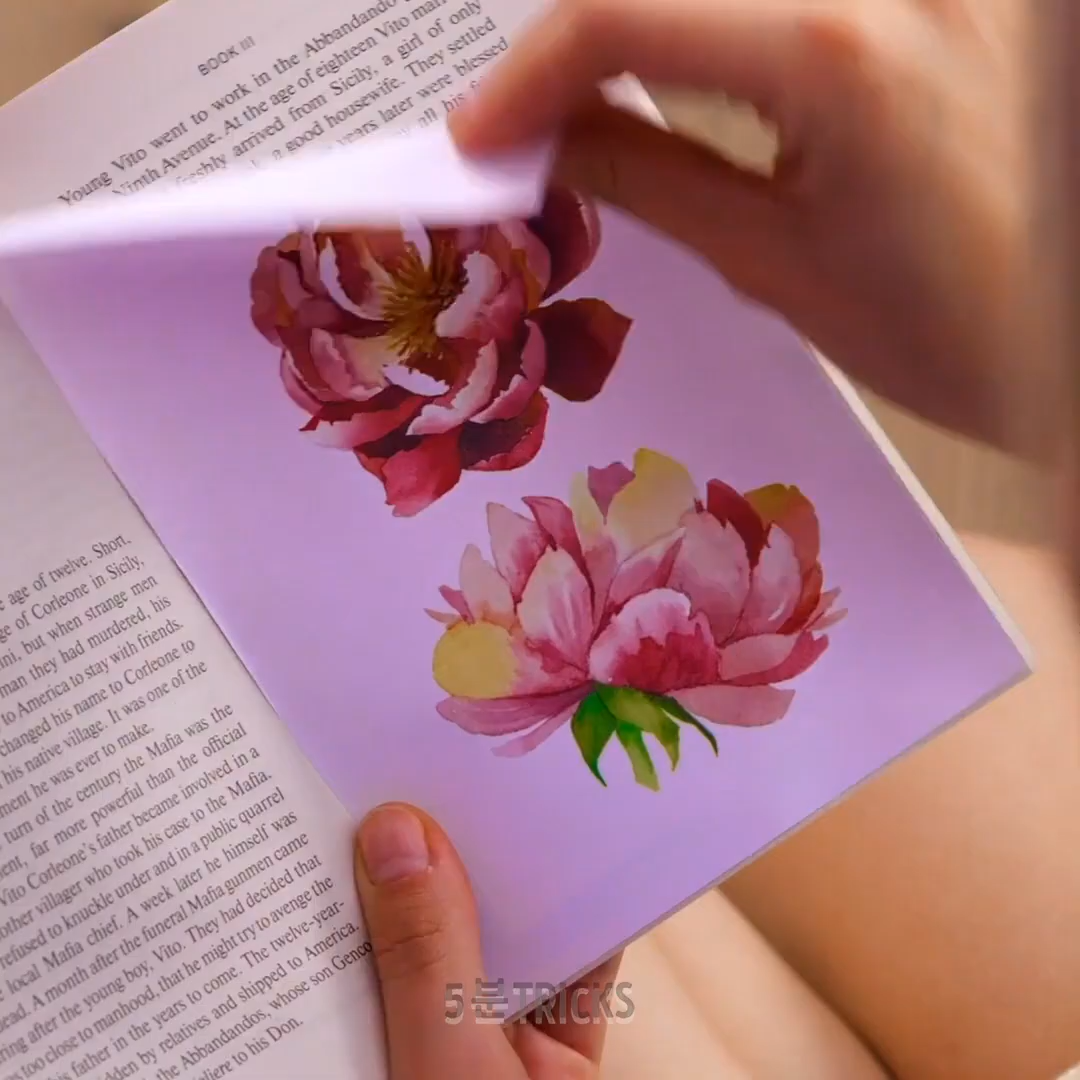 BOOK III
Young Vito went to work in the Abbandando
Ninth Avenue. At the age of eighteen Vito
freshly arrived from Sicily, a girl of only
a good housewife. They settled
years later were blessed
all his
age of twelve. Short.
of Corleone in Sicily,
but when strange men
man they had murdered, his
to America to stay with friends.
changed his name to Corleone to
his native village. It was one of the
he was ever to make.
turn of the century the Mafia was the
far more powerful than the official
Vito Corleone's father became involved in a
other villager who took his case to the Mafia.
refused to knuckle under and in a public quarrel
local Mafia chief. A week later he himself was
A month after the funeral Mafia gunmen came
after the young boy, Vito. They had decided that
too close to manhood, that he might try to avenge the
his father in the years to come. The twelve-year-
by relatives and shipped to America.
the Abbandandos, whose son Genco
to his Don.
5분TRICKS